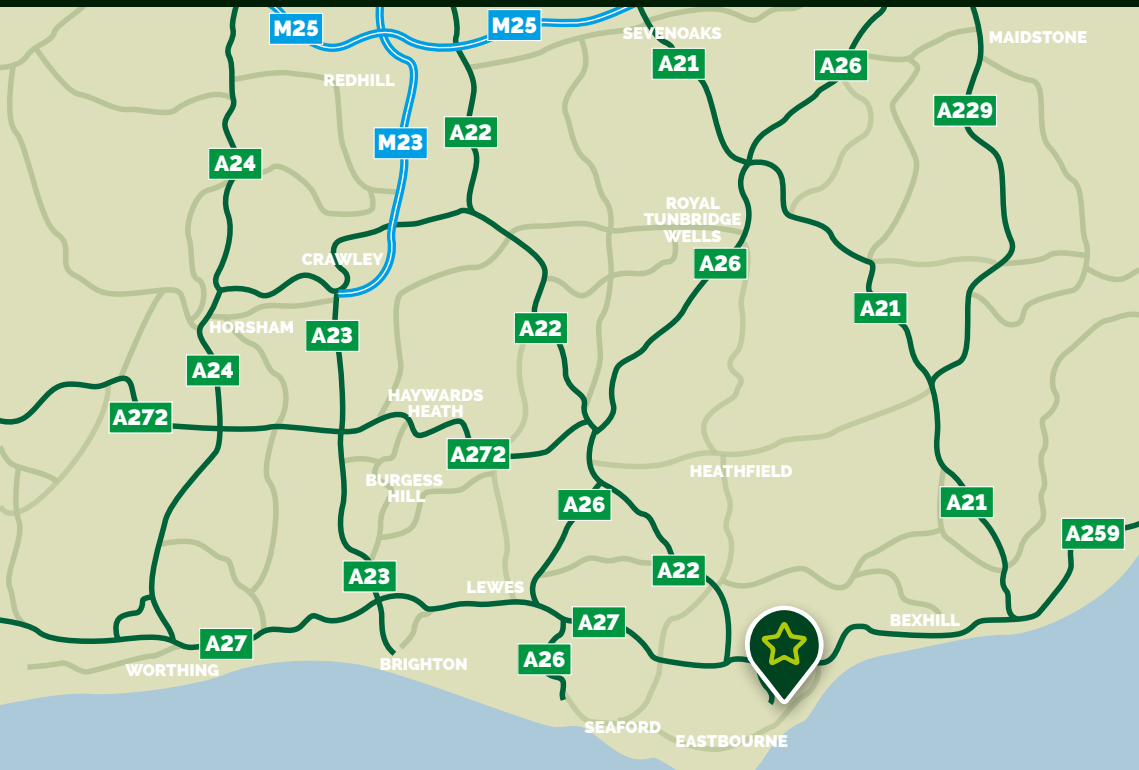 M25
M25
SEVENOAKS
MAIDSTONE
A21
A26
REDHILL
A229
A22
M23
A24
ROYAL
TUNBRIDGE
WELLS
CRAWLEY
A26
A21
HORSHAM
A23
A22
A24
HAYWARDS
HEATH
A272
A272
HEATHFIELD
BURGESS
HILL
A26
A21
A259
A23
A22
LEWES
A27
BEXHILL
A27
A26
BRIGHTON
WORTHING
SEAFORD
EASTBOURNE